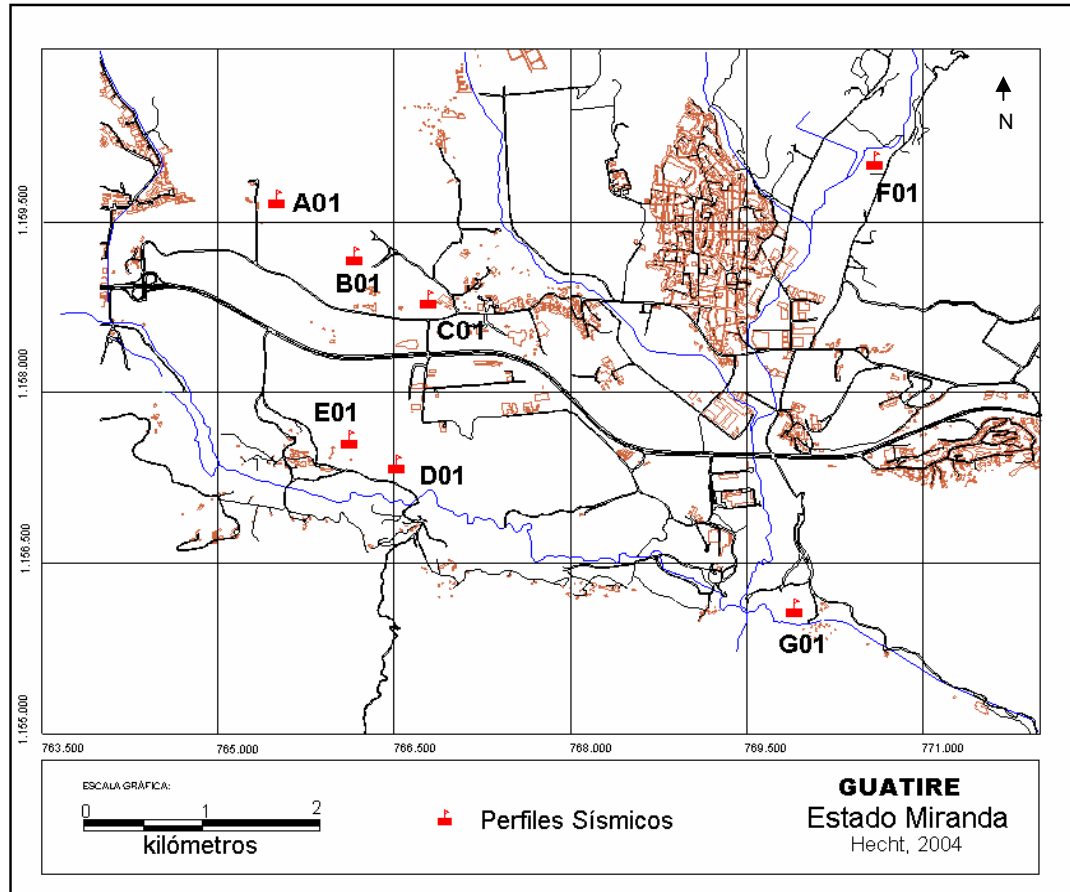 N
F01
A01
B01
C01
E01
D01
G01
1.169.500
1.168.000
1.156.500
1.155.000
763.500
765.000
766.500
768.000
769.500
771.000
ESCALA GRÁFICA:
0 1 2
kilómetros
Perfiles Sísmicos
GUATIRE
Estado Miranda
Hecht, 2004